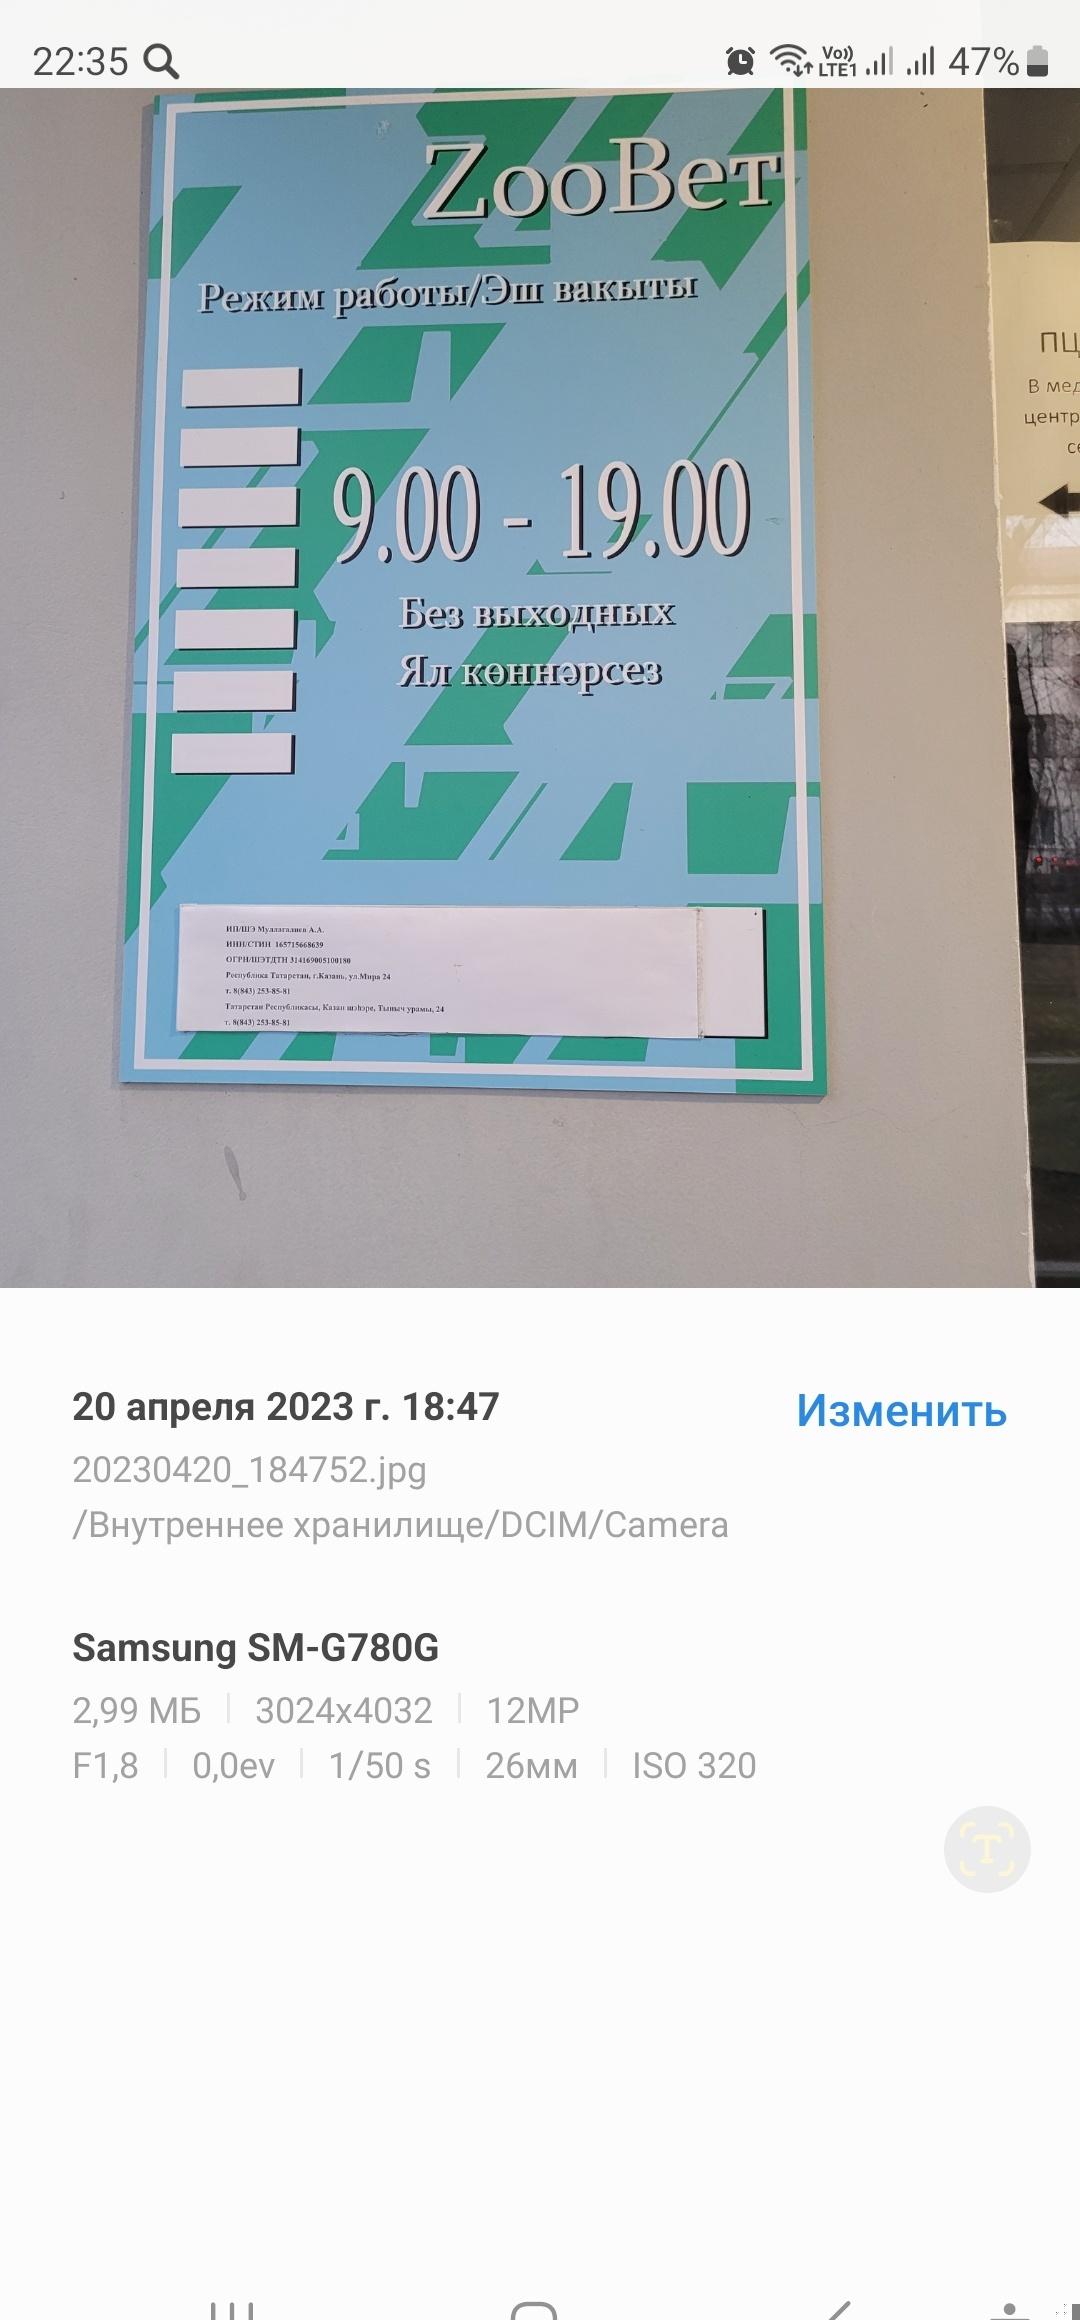 22:35
Vo)) LTE1 47%
ZooВет
Режим работы/Эш вакыты
9.00 - 19.00
Без выходных
Ял көннәрсез
ИП/ШЭ Муллагалиев А.А.
ИНН/СТИН 165715668639
ОГРН/ШЭТДТН 314169005100180
Республика Татарстан, г.Казань, ул.Мира 24
т. 8(843) 253-85-81
Татарстан Республикасы, Казан шәһәре, Тыныч урамы, 24
т. 8(843) 253-85-81
ПЦ
В мед
центр
се
20 апреля 2023 г. 18:47
Изменить
20230420_184752.jpg
/Внутреннее хранилище/DCIM/Camera
Samsung SM-G780G
2,99 МБ 3024x4032 12MP
F1,8 0,0ev 1/50 s 26мм ISO 320